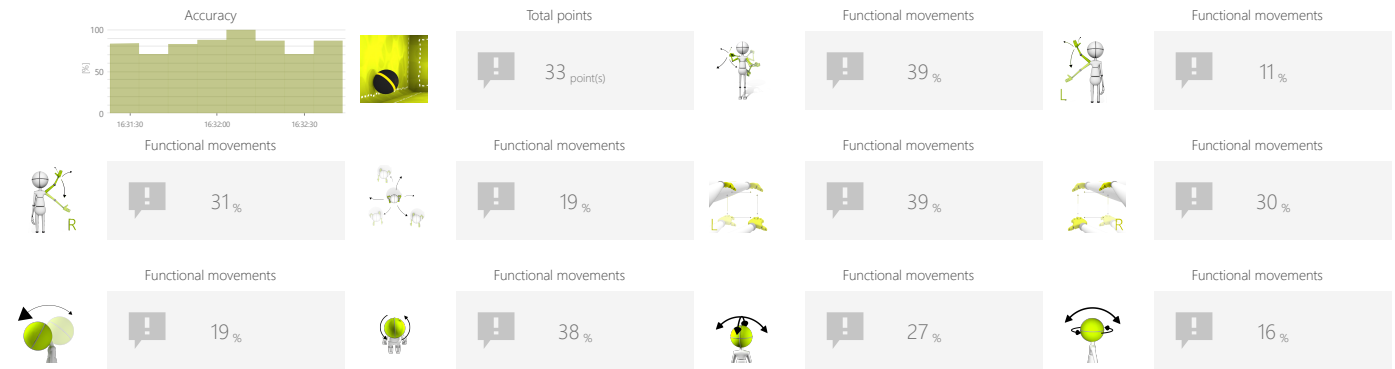 Accuracy
Total points
Functional movements
Functional movements
100
50
0
[%]
16:31:30
16:32:00
16:32:30
33 point(s)
39 %
L
11 %
Functional movements
Functional movements
Functional movements
Functional movements
R
31 %
19 %
L
39 %
R
30 %
Functional movements
Functional movements
Functional movements
Functional movements
19 %
38 %
27 %
16 %